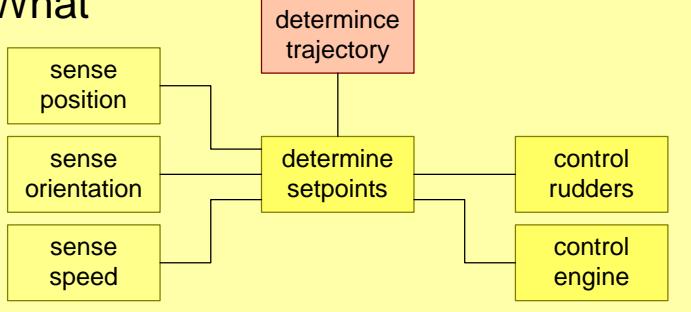 What
determince
trajectory
sense
position
sense
orientation
determine
setpoints
control
rudders
sense
speed
control
engine